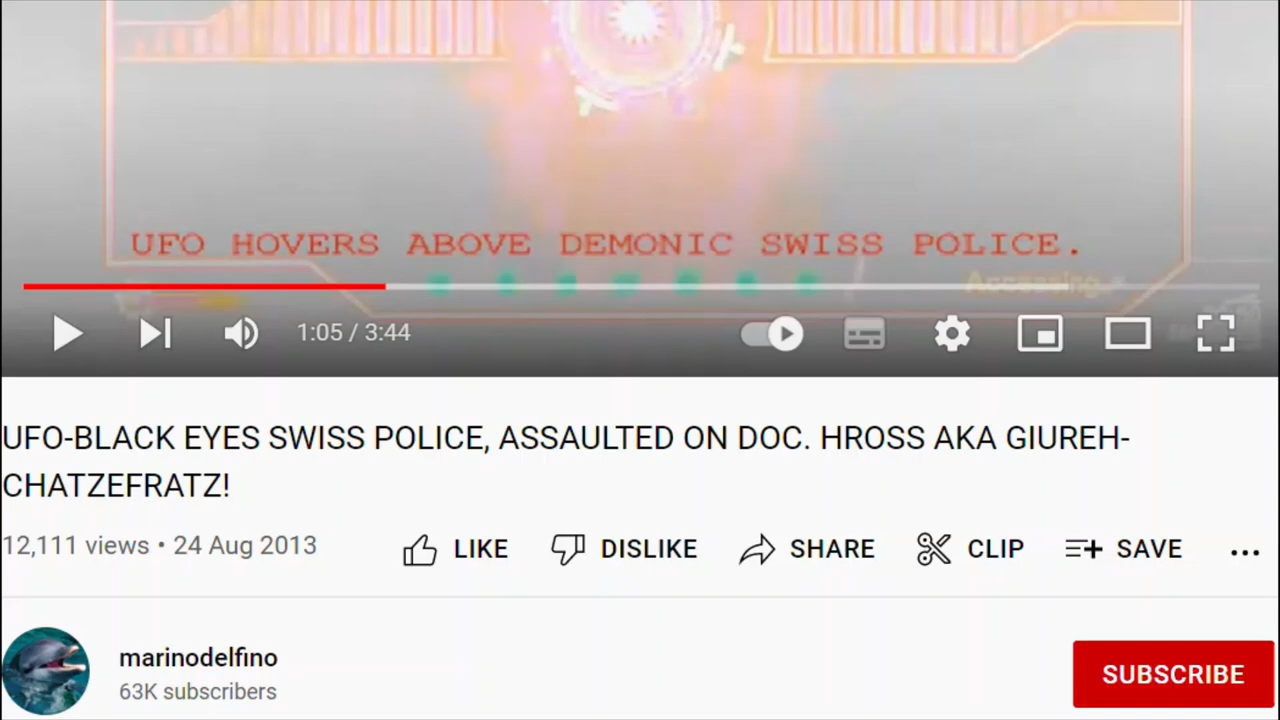 UFO HOVERS ABOVE DEMONIC SWISS POLICE.
Accessing
1:05 / 3:44
UFO-BLACK EYES SWISS POLICE, ASSAULTED ON DOC. HROSS AKA GIUREH-
CHATZEFRATZ!
12,111 views • 24 Aug 2013 LIKE DISLIKE SHARE CLIP SAVE ...
marinodelfino
63K subscribers
SUBSCRIBE